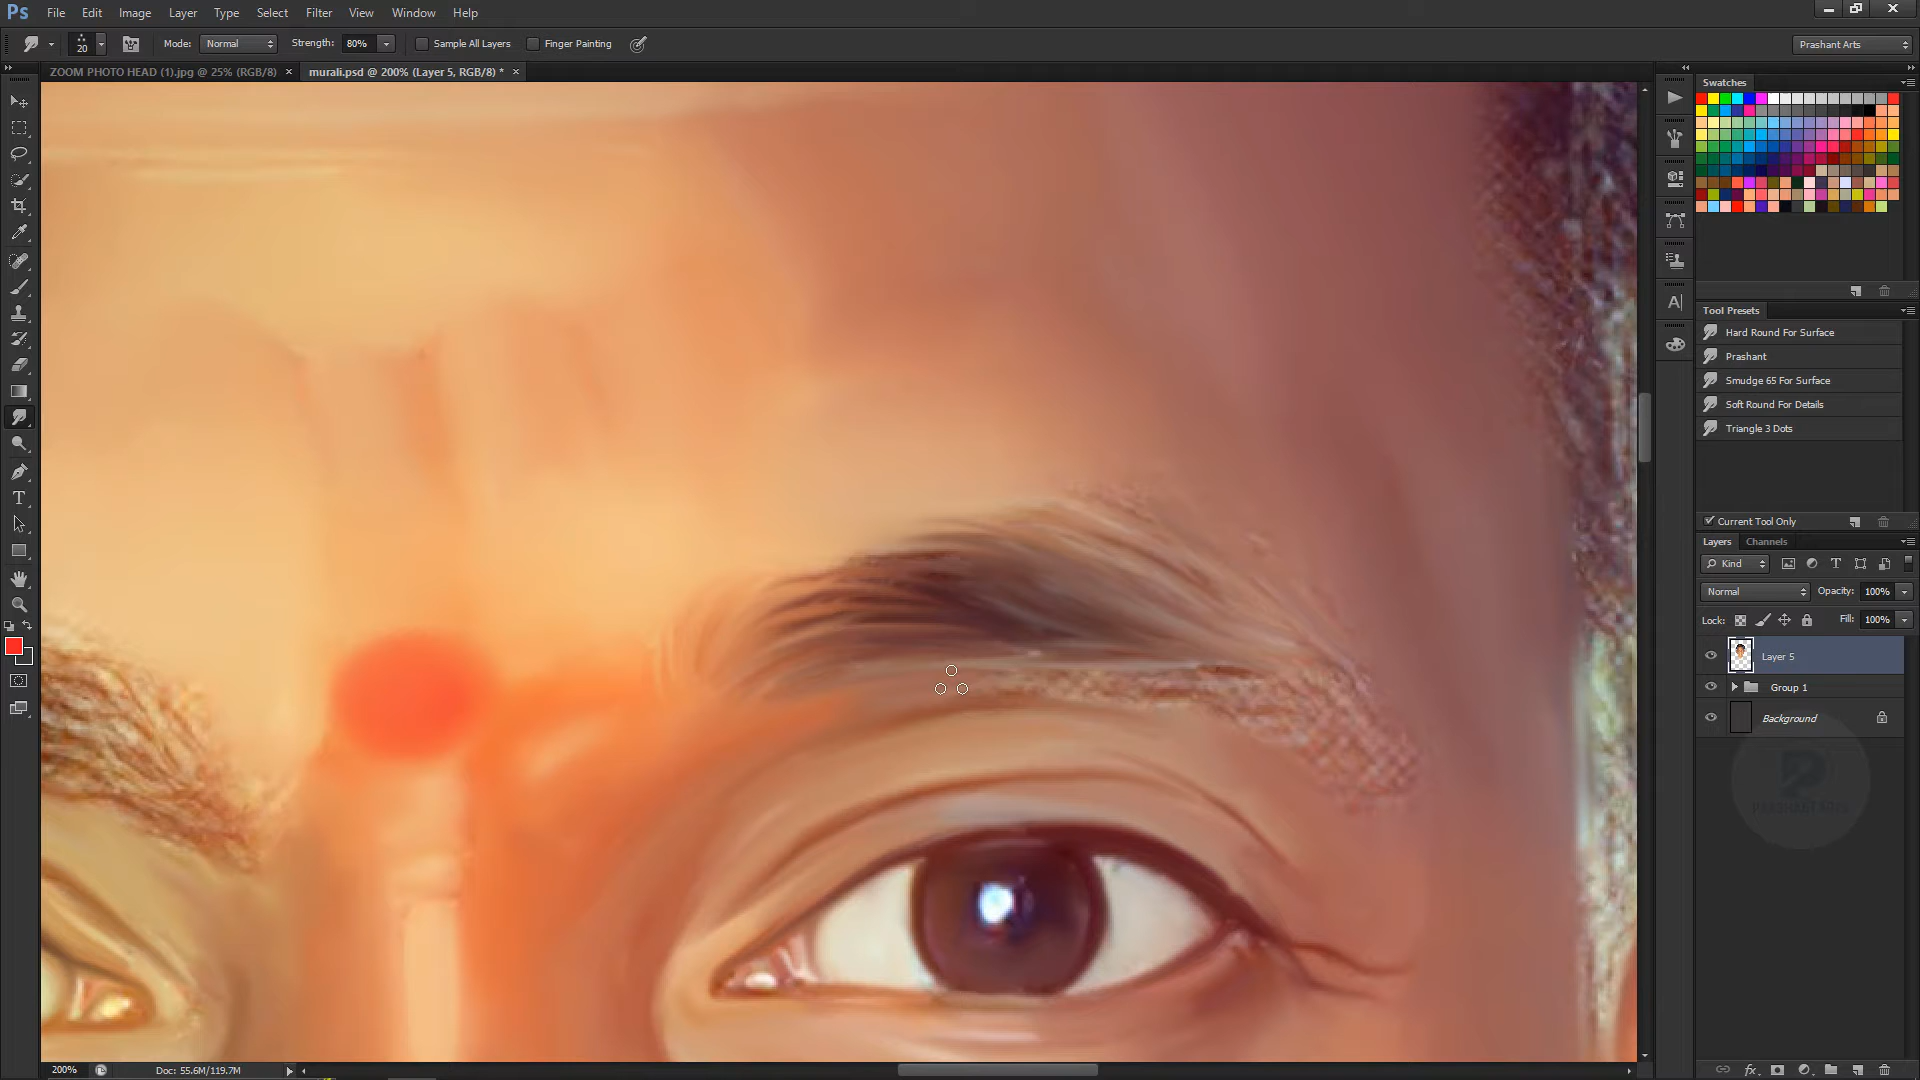 Ps File Edit Image Layer Type Select Filter View Window Help
20 Mode: Normal Strength: 80% Sample All Layers Finger Painting Prashant Arts
ZOOM PHOTO HEAD (1).jpg @ 25% (RGB/8) × murali.psd @ 200% (Layer 5, RGB/8) * ×
Swatches
Tool Presets
Hard Round For Surface
Prashant
Smudge 65 For Surface
Soft Round For Details
Triangle 3 Dots
Current Tool Only
Layers Channels
Kind
Normal Opacity: 100%
Lock: Fill: 100%
Layer 5
Group 1
Background
PRASHANT ARTS
200% Doc: 55.6M/119.7M